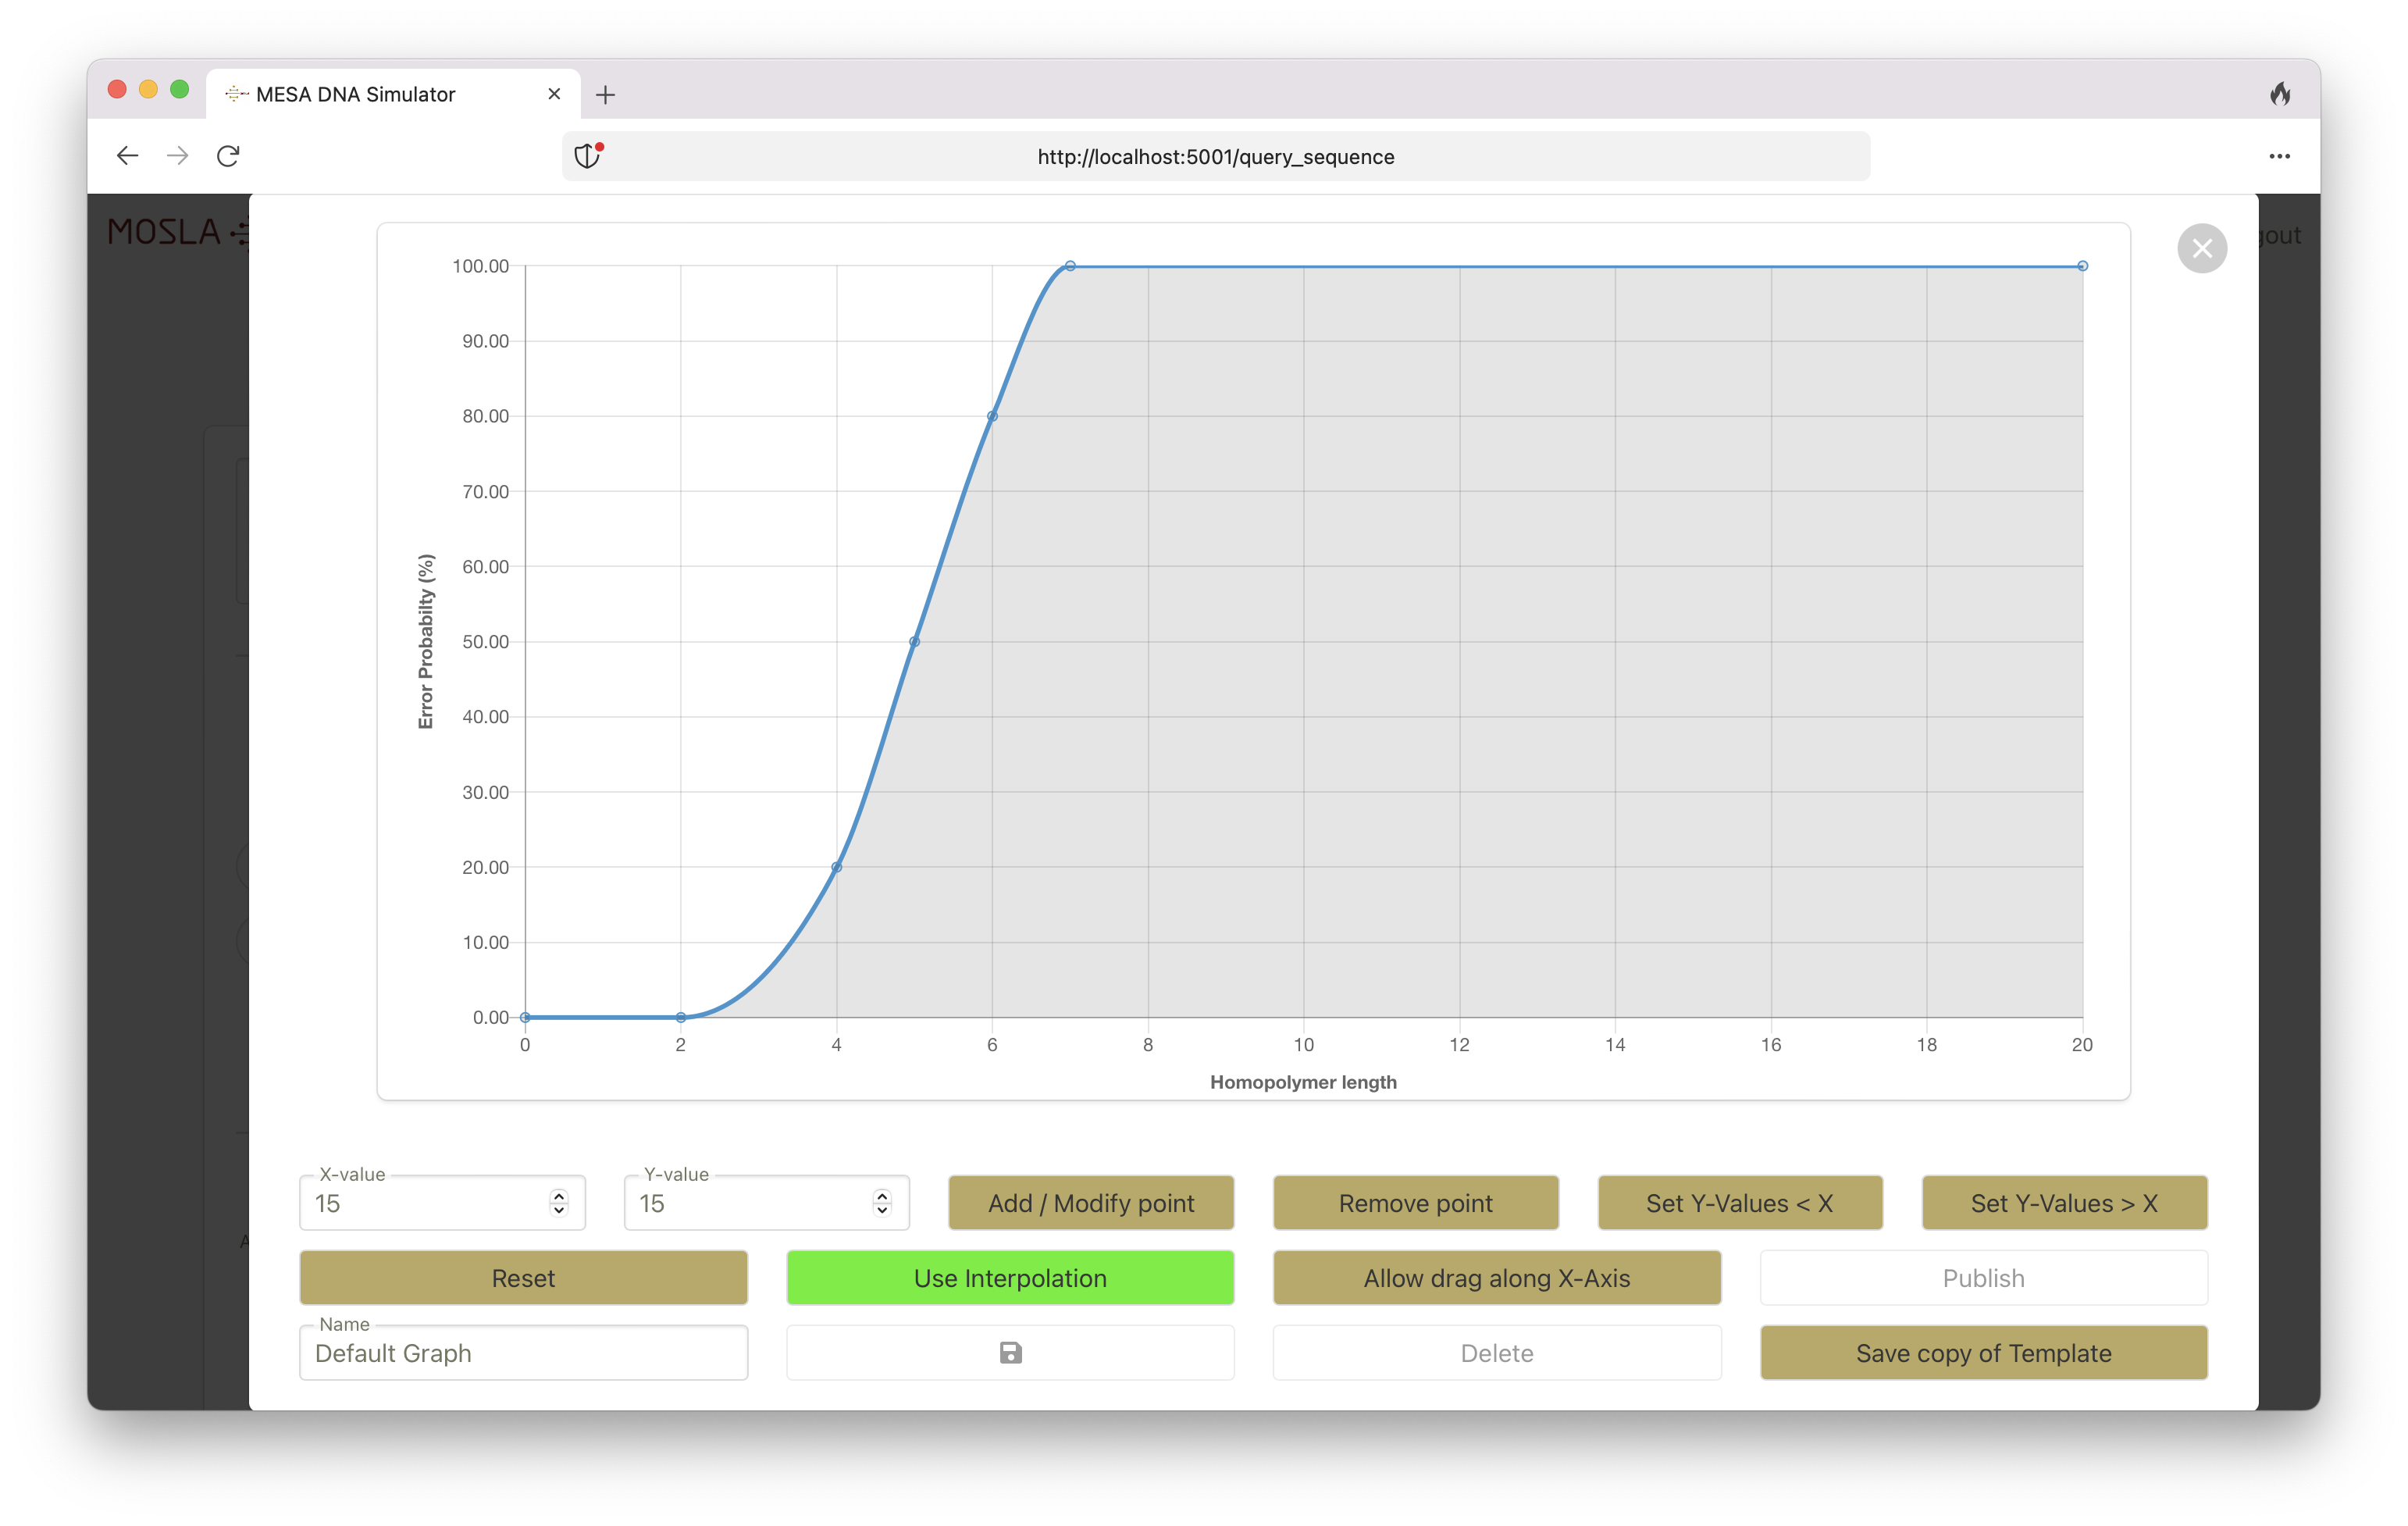 MESA DNA Simulator
http://localhost:5001/query_sequence
MOSLA
gout
100.00
90.00
80.00
70.00
60.00
50.00
40.00
30.00
20.00
10.00
0.00
Error Probabilty (%)
0 2 4 6 8 10 12 14 16 18 20
Homopolymer length
X-value
15
Y-value
15
Add / Modify point
Remove point
Set Y-Values < X
Set Y-Values > X
A
Reset
Use Interpolation
Allow drag along X-Axis
Publish
Name
Default Graph
Delete
Save copy of Template